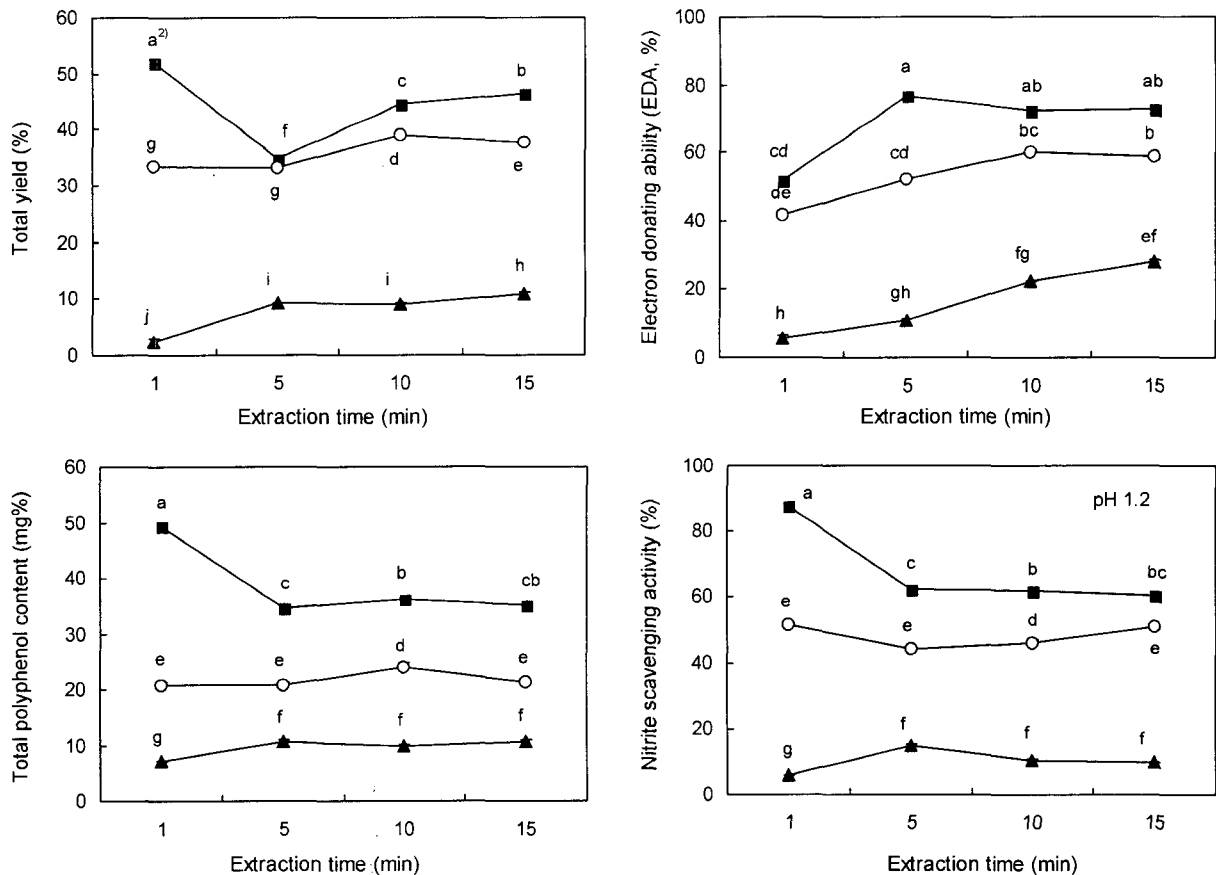 Total yield (%)
60
50
40
30
20
10
0
a2)
f
c
b
g
g
d
e
j
i
i
h
1 5 10 15
Extraction time (min)
Electron donating ability (EDA, %)
100
80
60
40
20
0
cd
a
ab
ab
de
cd
bc
b
h
gh
fg
ef
1 5 10 15
Extraction time (min)
Total polyphenol content (mg%)
60
50
40
30
20
10
0
a
c
b
cb
e
e
d
e
g
f
f
f
1 5 10 15
Extraction time (min)
Nitrite scavenging activity (%)
100
80
60
40
20
0
pH 1.2
a
c
b
bc
e
e
d
e
g
f
f
f
1 5 10 15
Extraction time (min)